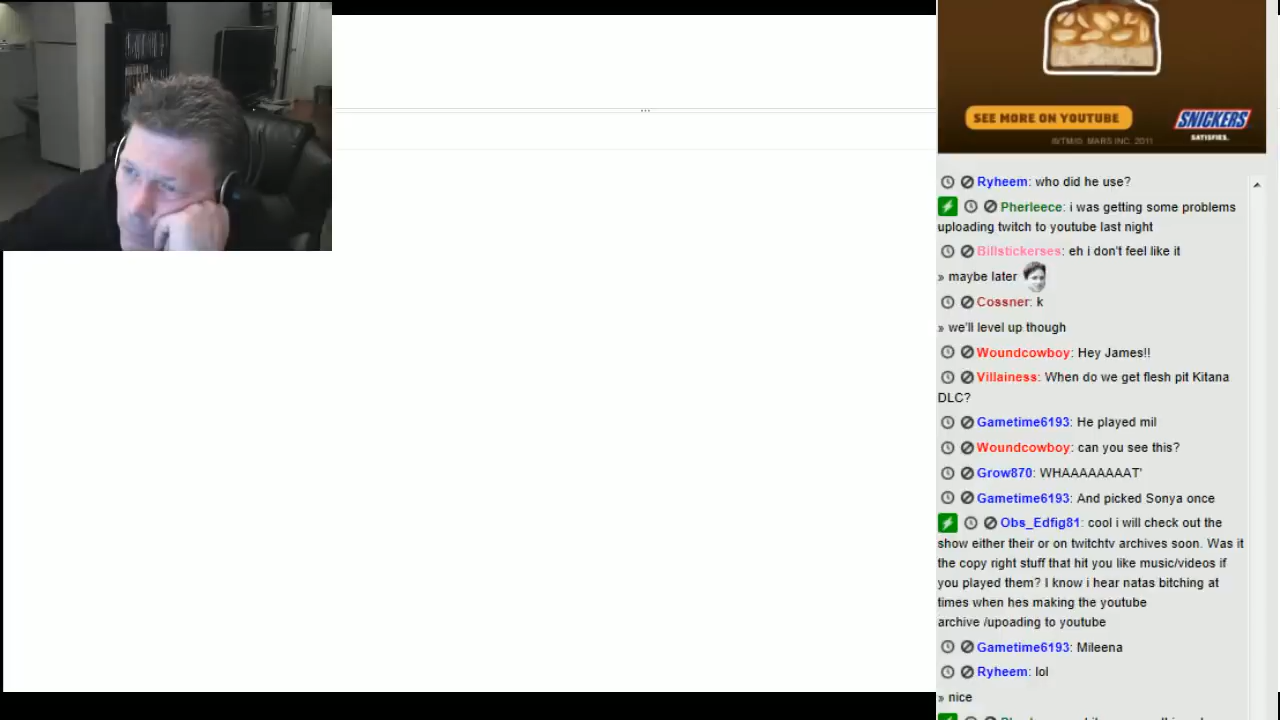 ...
SEE MORE ON YOUTUBE
SNICKERS
SATISFIES.
®/TM/© MARS INC. 2011
Ryheem: who did he use?
Pherleece: i was getting some problems
uploading twitch to youtube last night
Billstickerses: eh i don't feel like it
» maybe later
Cossner: k
» we'll level up though
Woundcowboy: Hey James!!
Villainess: When do we get flesh pit Kitana
DLC?
Gametime6193: He played mil
Woundcowboy: can you see this?
Grow870: WHAAAAAAAAT'
Gametime6193: And picked Sonya once
Obs_Edfig81: cool i will check out the
show either their or on twitchtv archives soon. Was it
the copy right stuff that hit you like music/videos if
you played them? I know i hear natas bitching at
times when hes making the youtube
archive /upoading to youtube
Gametime6193: Mileena
Ryheem: lol
» nice